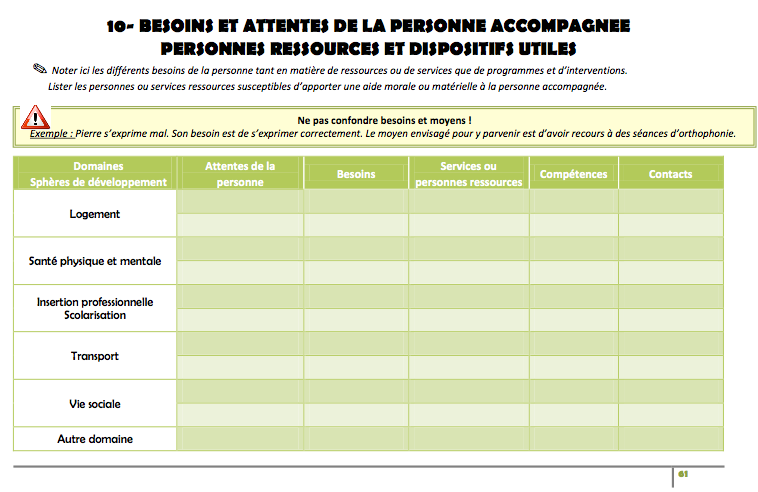 10- BESOINS ET ATTENTES DE LA PERSONNE ACCOMPAGNEE
PERSONNES RESSOURCES ET DISPOSITIFS UTILES
Noter ici les différents besoins de la personne tant en matière de ressources ou de services que de programmes et d'interventions.
Lister les personnes ou services ressources susceptibles d'apporter une aide morale ou matérielle à la personne accompagnée.
Ne pas confondre besoins et moyens !
Exemple : Pierre s'exprime mal. Son besoin est de s'exprimer correctement. Le moyen envisagé pour y parvenir est d'avoir recours à des séances d'orthophonie.
Domaines
Sphères de développement
Attentes de la
personne
Besoins
Services ou
personnes ressources
Compétences
Contacts
Logement
Santé physique et mentale
Insertion professionnelle
Scolarisation
Transport
Vie sociale
Autre domaine
61